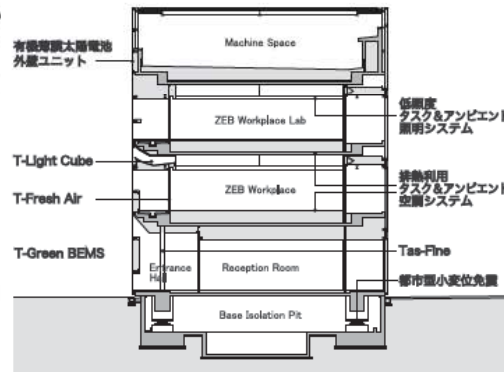 Machine Space
有機薄膜太陽電池
外壁ユニット
ZEB Workplace Lab
低照度
タスク&アンビエント
照明システム
T-Light Cube
ZEB Workplace
排熱利用
タスク&アンビエント
空調システム
T-Fresh Air
T-Green BEMS
Tas-Fine
Entrance
Hall
Reception Room
都市型小変位免震
Base Isolation Pit